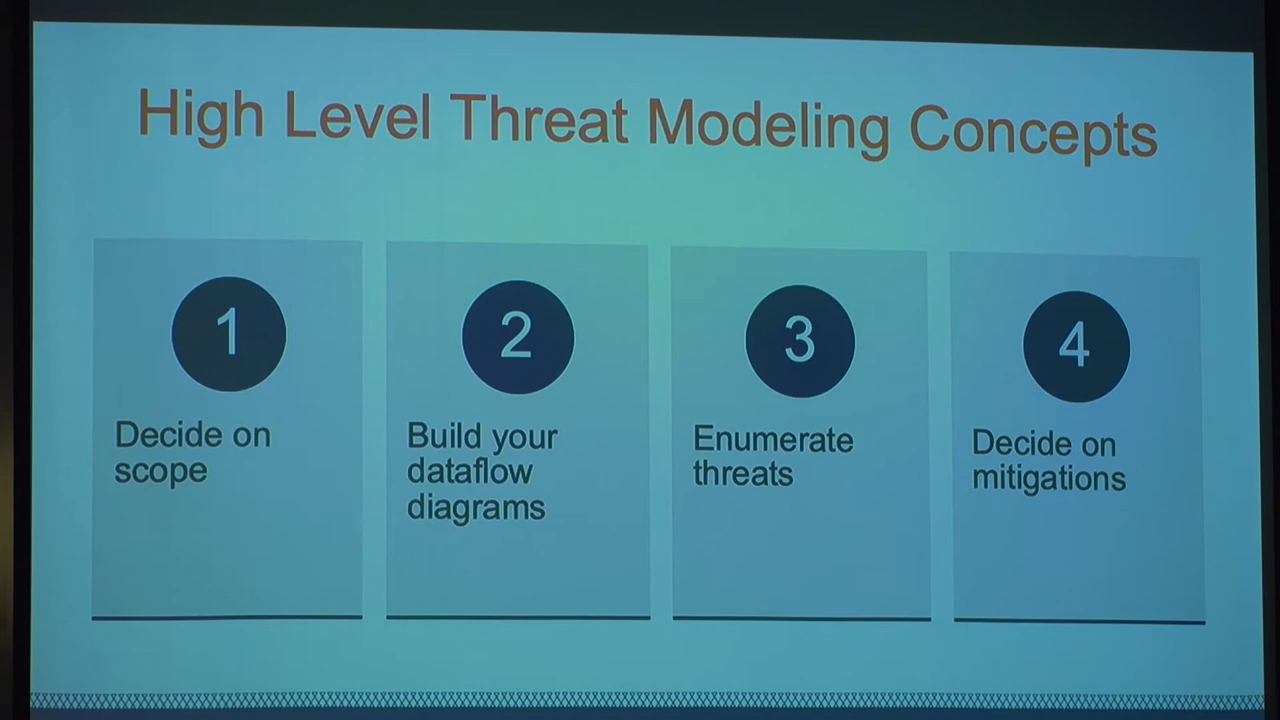 High Level Threat Modeling Concepts
1
Decide on
scope
2
Build your
dataflow
diagrams
3
Enumerate
threats
4
Decide on
mitigations